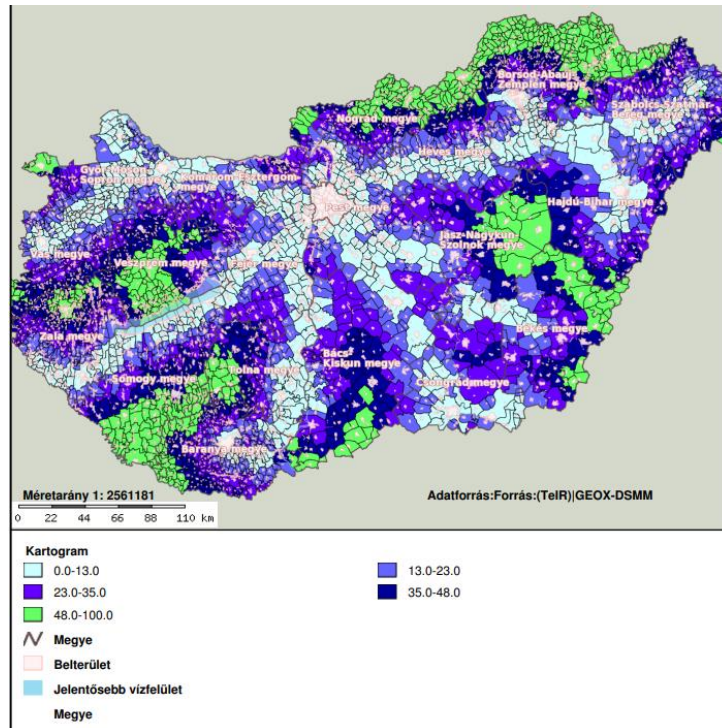 Borsod-Abaúj-
Zemplén megye
Szabolcs-Szatmár-
Bereg megye
Nógrád megye
Heves megye
Győr-Moson-
Sopron megye
Komárom-Esztergom-
megye
Pest megye
Hajdú-Bihar megye
Jász-Nagykun-
Szolnok megye
Vas megye
Veszprém megye
Fejér megye
Zala megye
Békés megye
Somogy megye
Tolna megye
Bács-
Kiskun megye
Csongrád megye
Baranya megye
Méretarány 1: 2561181
Adatforrás:Forrás:(TeIR)|GEOX-DSMM
0 22 44 66 88 110 km
Kartogram
0.0-13.0
13.0-23.0
23.0-35.0
35.0-48.0
48.0-100.0
Megye
Belterület
Jelentősebb vízfelület
Megye